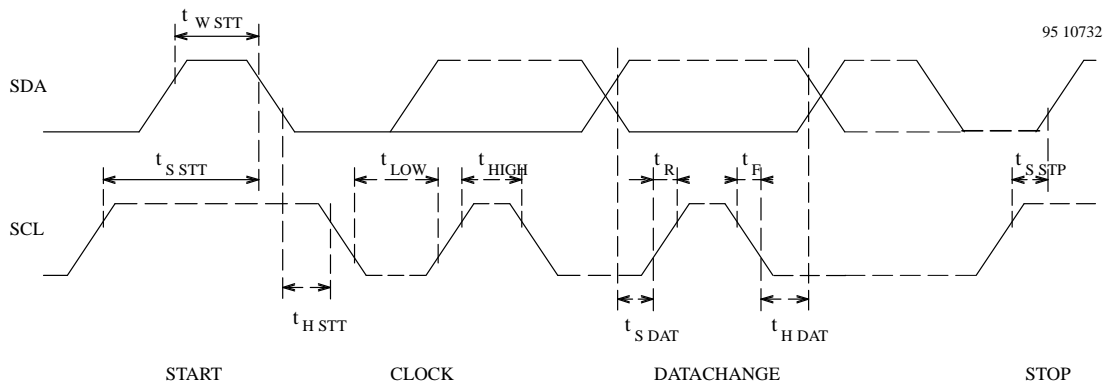 t W STT
95 10732
SDA
t S STT
t LOW
t HIGH
t R
t F
t S STP
SCL
t H STT
t S DAT
t H DAT
START
CLOCK
DATACHANGE
STOP